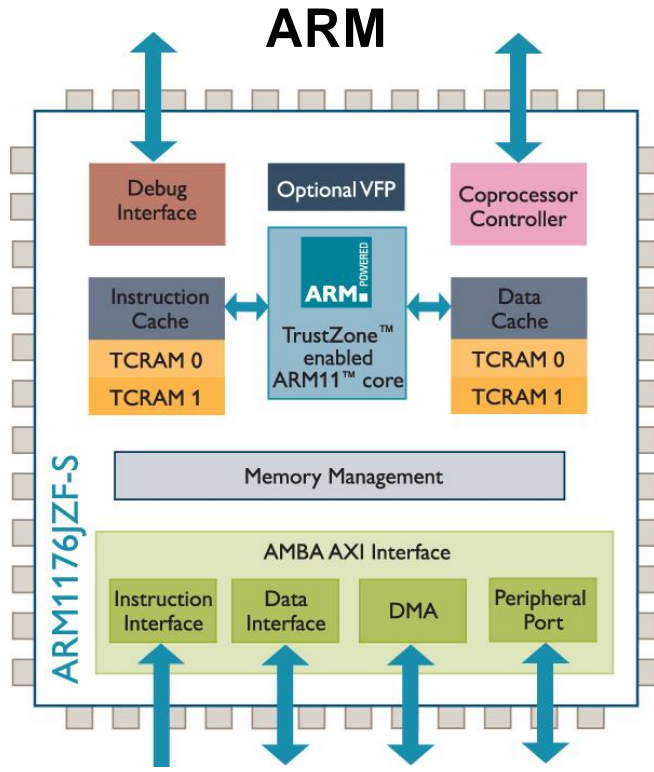 ARM
Debug
Interface
Optional VFP
Coprocessor
Controller
Instruction
Cache
TCRAM 0
TCRAM 1
ARM POWERED
TrustZone™
enabled
ARM11™ core
Data
Cache
TCRAM 0
TCRAM 1
Memory Management
ARM1176JZF-S
AMBA AXI Interface
Instruction
Interface
Data
Interface
DMA
Peripheral
Port